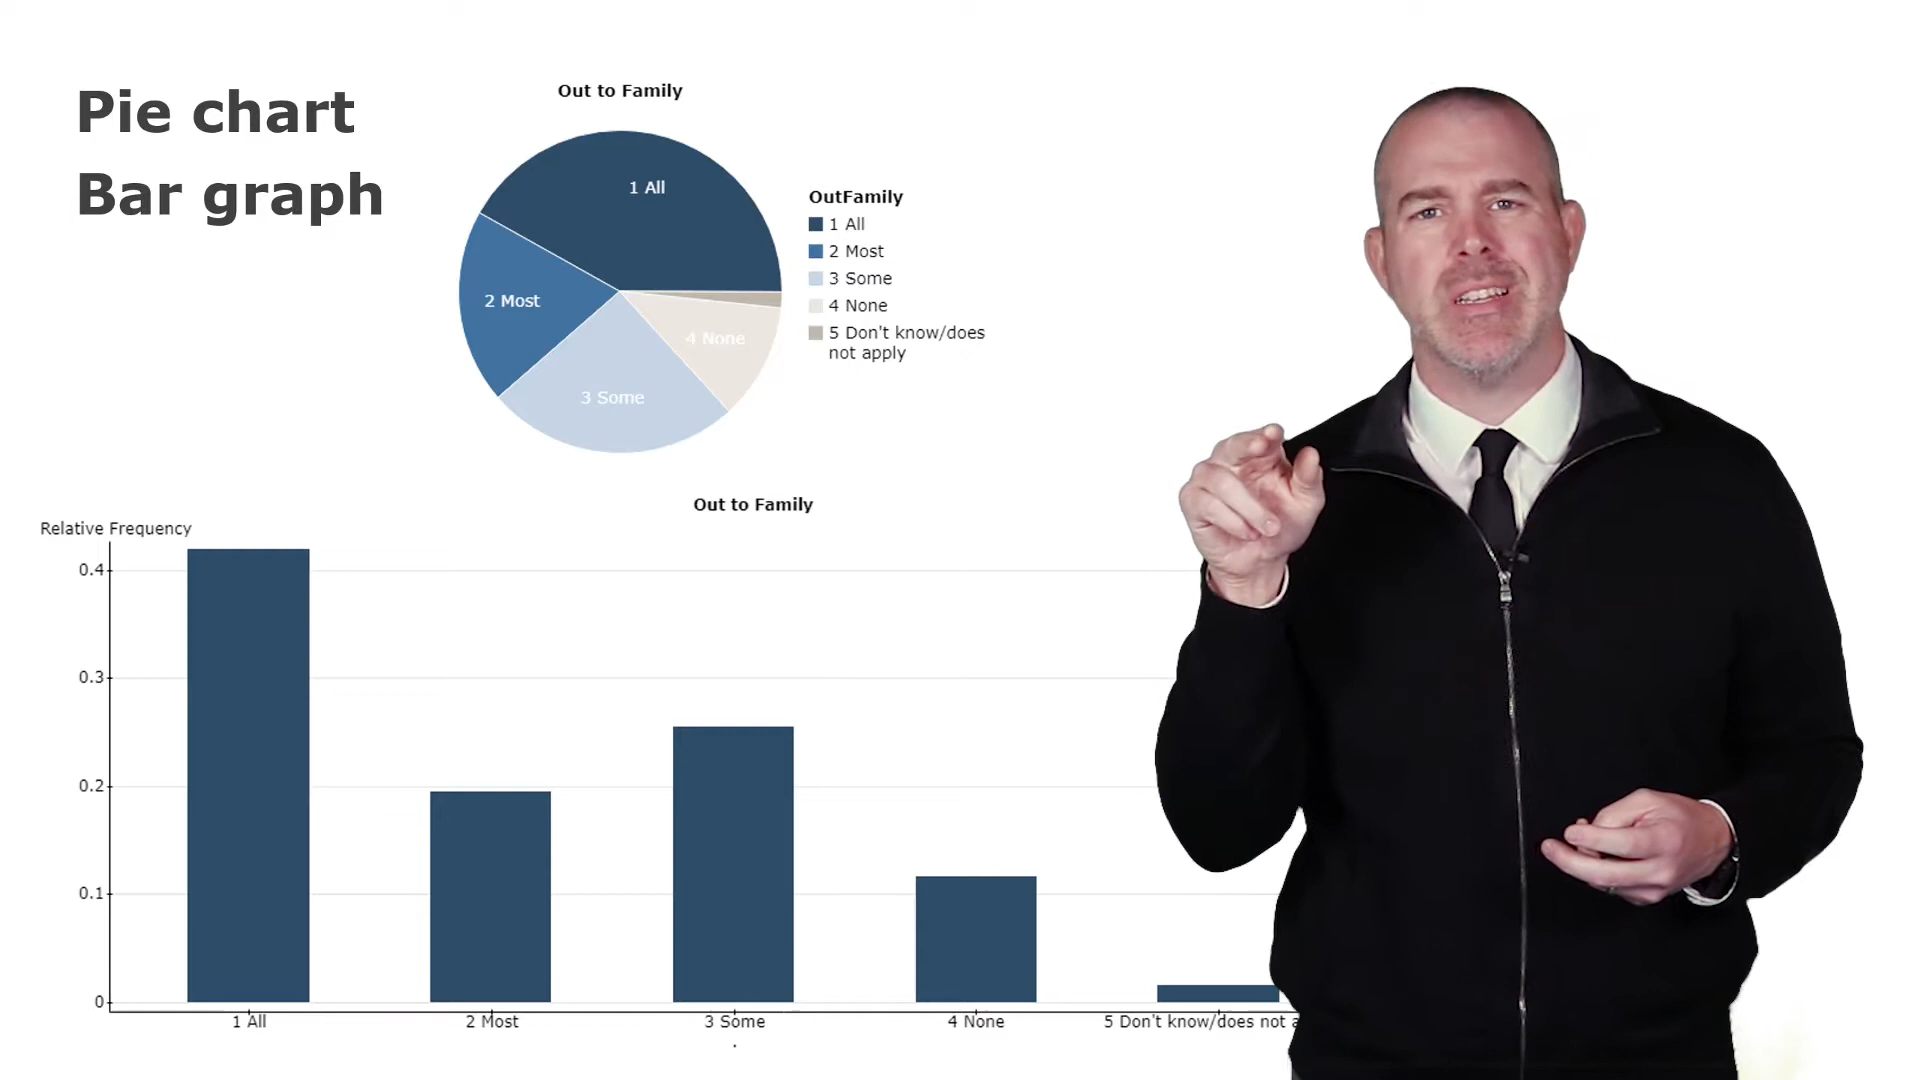 Pie chart
Bar graph
Out to Family
1 All
2 Most
3 Some
4 None
OutFamily
1 All
2 Most
3 Some
4 None
5 Don't know/does
not apply
Out to Family
Relative Frequency
0.4
0.3
0.2
0.1
0
1 All
2 Most
3 Some
4 None
5 Don't know/does not a